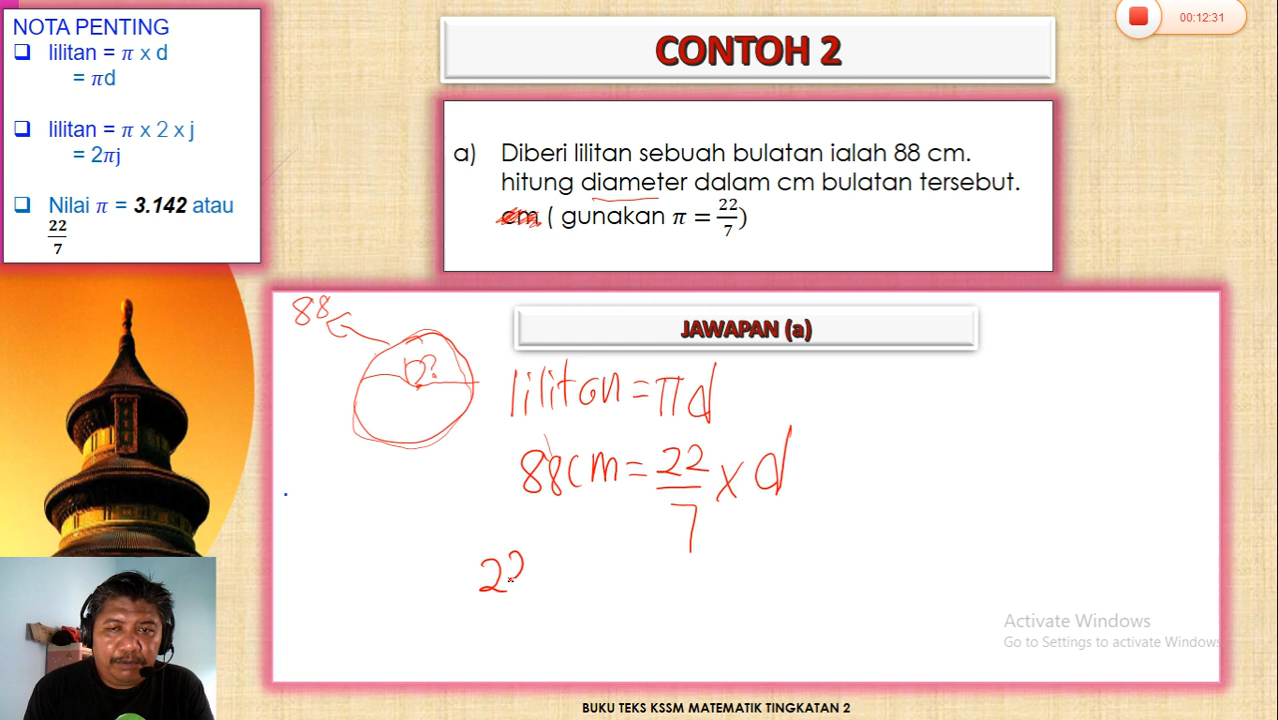 NOTA PENTING
❑ lilitan = π x d
= πd
❑ lilitan = π x 2 x j
= 2πj
❑ Nilai π = 3.142 atau
22
7
CONTOH 2
00:12:31
a) Diberi lilitan sebuah bulatan ialah 88 cm.
hitung diameter dalam cm bulatan tersebut.
cm ( gunakan π = 22/7)
JAWAPAN (a)
88
D?
lilitan = πd
88cm = 22/7 x d
22
Activate Windows
Go to Settings to activate Windows
BUKU TEKS KSSM MATEMATIK TINGKATAN 2